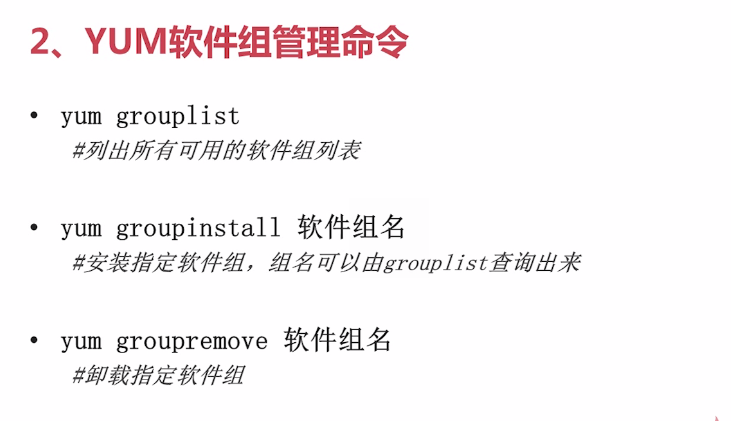 2、YUM软件组管理命令
• yum grouplist
#列出所有可用的软件组列表
• yum groupinstall 软件组名
#安装指定软件组，组名可以由grouplist查询出来
• yum groupremove 软件组名
#卸载指定软件组